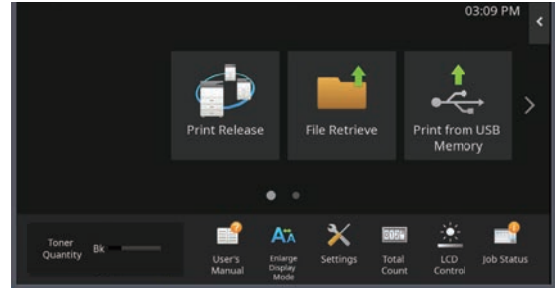 03:09 PM
Print Release
File Retrieve
Print from USB
Memory
Toner
Quantity
Bk
User's
Manual
Enlarge
Display
Mode
Settings
Total
Count
LCD
Control
Job Status